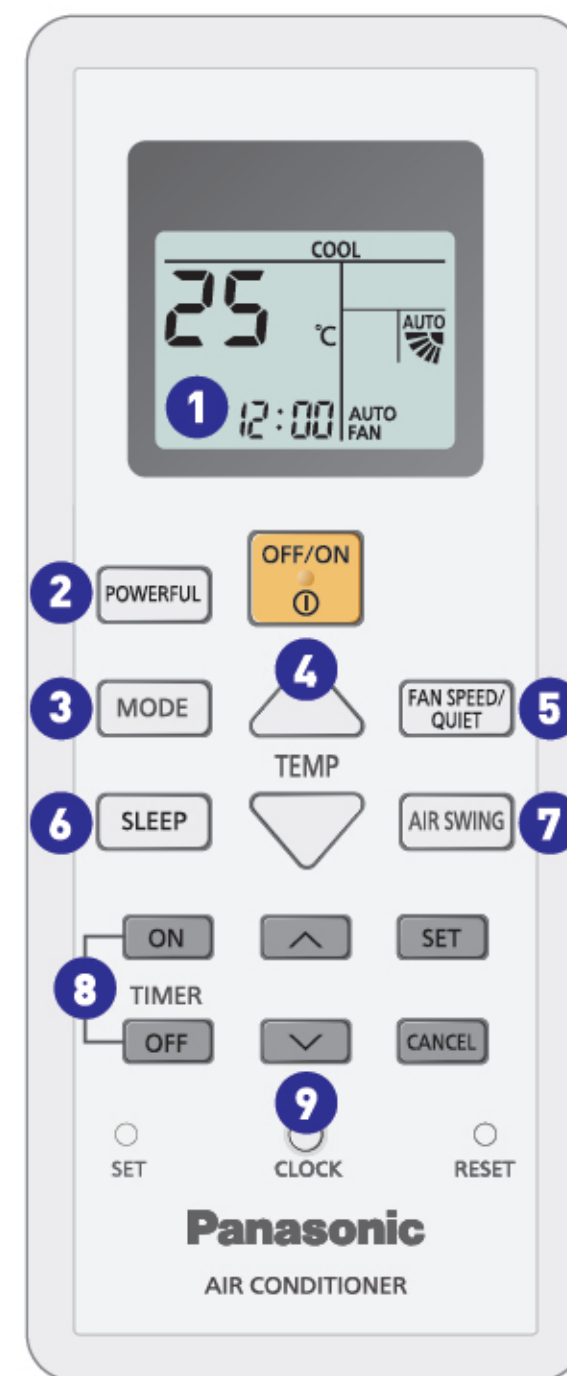 COOL
25 °C
AUTO
1 12:00 AUTO FAN
OFF/ON
2 POWERFUL
4
3 MODE
FAN SPEED/
QUIET 5
TEMP
6 SLEEP
AIR SWING 7
ON
SET
8 TIMER
OFF
CANCEL
9
SET CLOCK RESET
Panasonic
AIR CONDITIONER